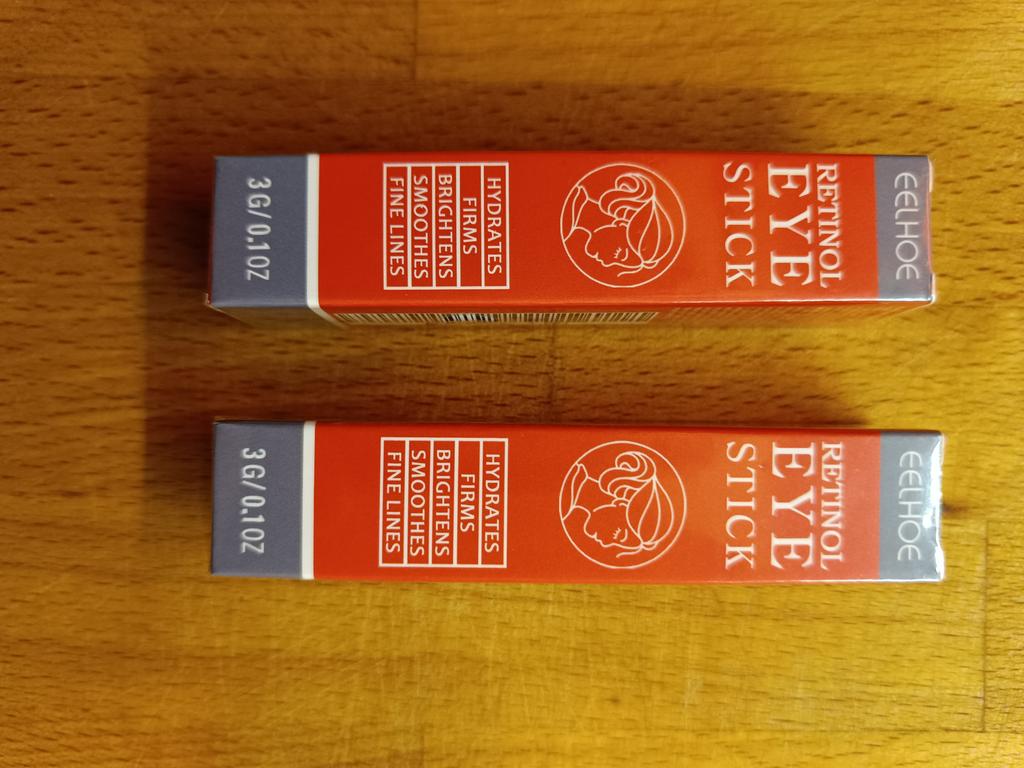 EELHOE
RETINOL
EYE
STICK
HYDRATES
FIRMS
BRIGHTENS
SMOOTHES
FINE LINES
3G/0.1OZ
EELHOE
RETINOL
EYE
STICK
HYDRATES
FIRMS
BRIGHTENS
SMOOTHES
FINE LINES
3G/0.1OZ